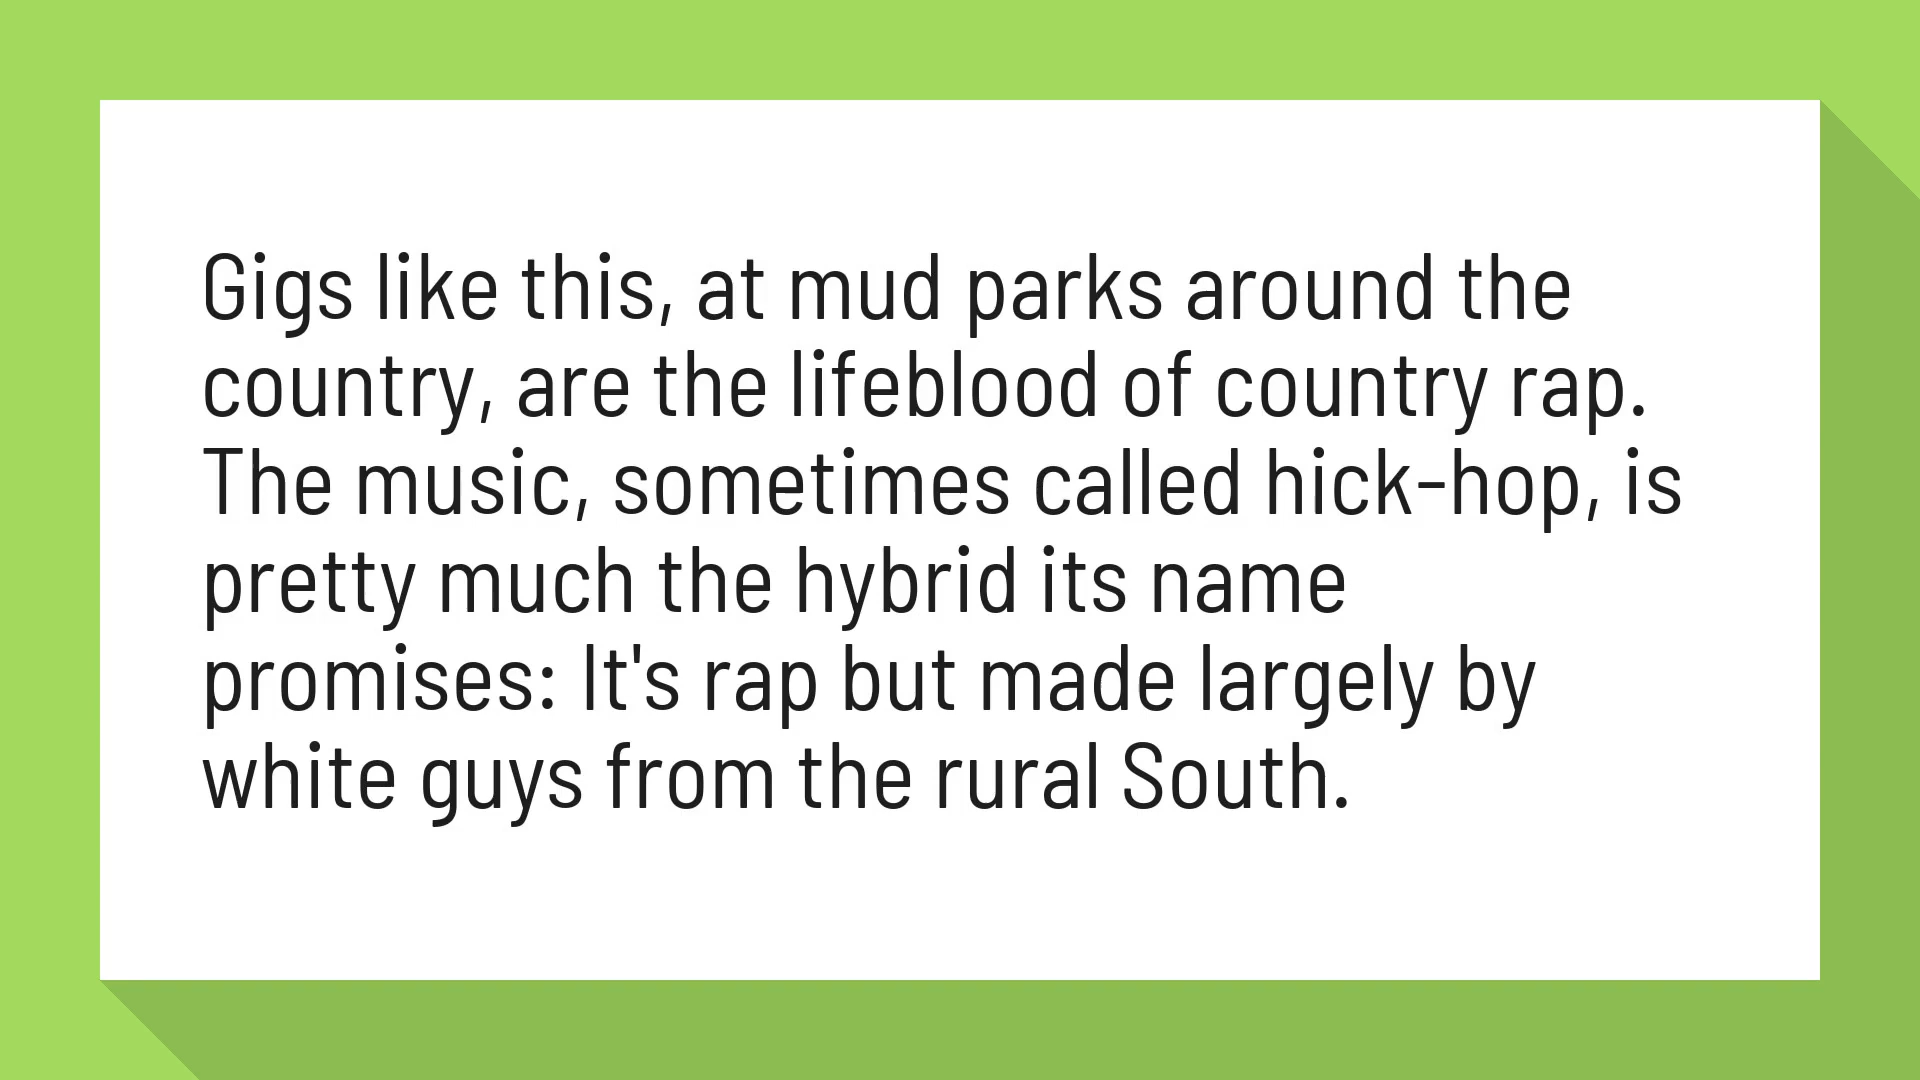 Gigs like this, at mud parks around the
country, are the lifeblood of country rap.
The music, sometimes called hick-hop, is
pretty much the hybrid its name
promises: It's rap but made largely by
white guys from the rural South.